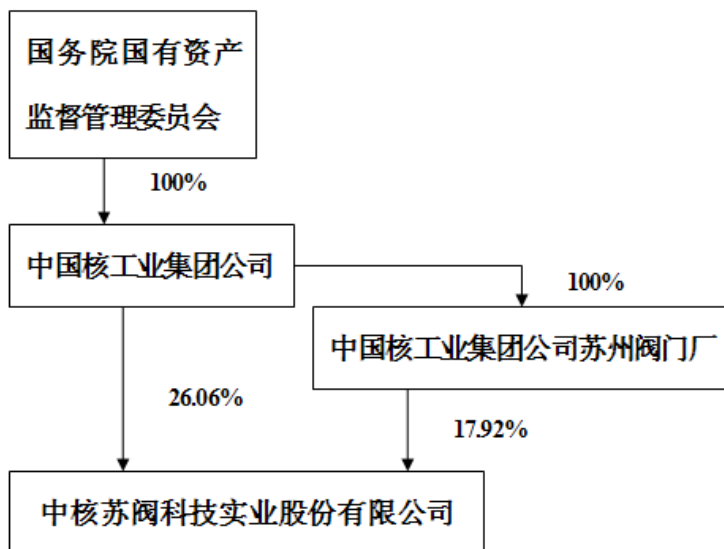 国务院国有资产
监督管理委员会
100%
中国核工业集团公司
100%
中国核工业集团公司苏州阀门厂
26.06%
17.92%
中核苏阀科技实业股份有限公司